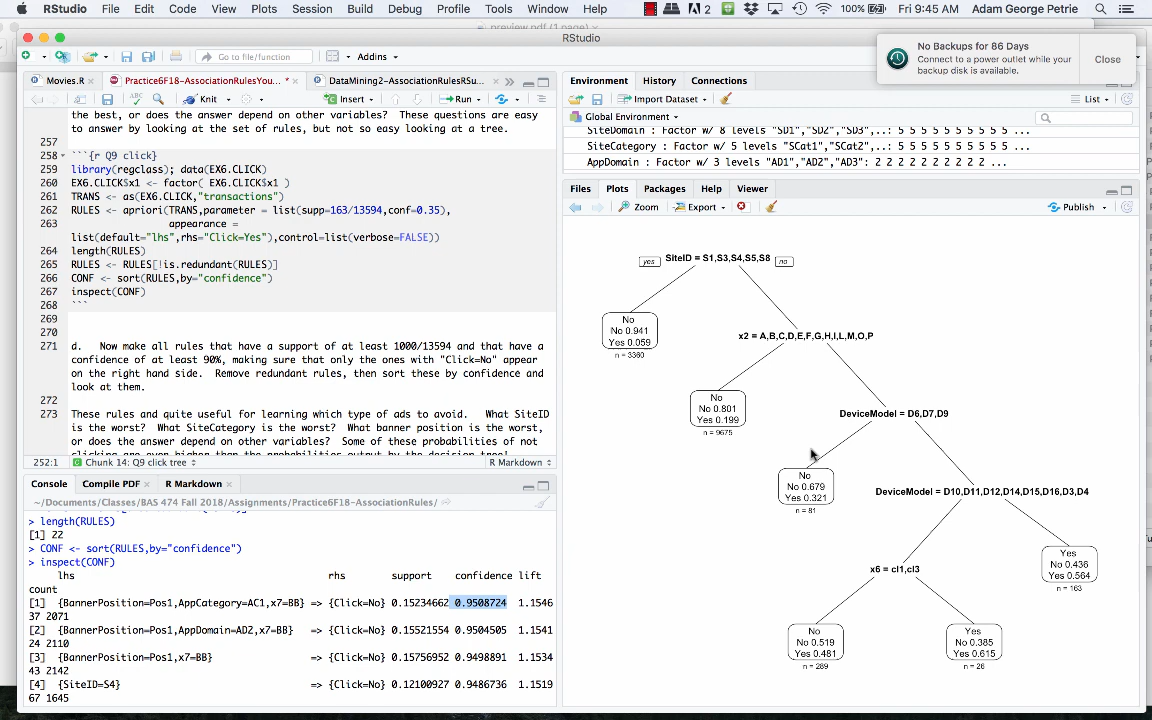 RStudio File Edit Code View Plots Session Build Debug Profile Tools Window Help 2 100% Fri 9:45 AM Adam George Petrie
preview.pdf (1 page)
RStudio
Go to file/function Addins
No Backups for 86 Days
Connect to a power outlet while your
backup disk is available.
Close
Movies.R Practice6F18-AssociationRulesYou... DataMining2-AssociationRulesRSu...
Knit Insert Run
the best, or does the answer depend on other variables? These questions are easy
to answer by looking at the set of rules, but not so easy looking at a tree.
257
258 ```{r Q9 click}
259 library(regclass); data(EX6.CLICK)
260 EX6.CLICK$x1 <- factor( EX6.CLICK$x1 )
261 TRANS <- as(EX6.CLICK,"transactions")
262 RULES <- apriori(TRANS,parameter = list(supp=163/13594,conf=0.35),
263 appearance =
list(default="lhs",rhs="Click=Yes"),control=list(verbose=FALSE))
264 length(RULES)
265 RULES <- RULES[!is.redundant(RULES)]
266 CONF <- sort(RULES,by="confidence")
267 inspect(CONF)
268 ```
269
270
271 d. Now make all rules that have a support of at least 1000/13594 and that have a
confidence of at least 90%, making sure that only the ones with "Click=No" appear
on the right hand side. Remove redundant rules, then sort these by confidence and
look at them.
272
273 These rules and quite useful for learning which type of ads to avoid. What SiteID
is the worst? What SiteCategory is the worst? What banner position is the worst,
or does the answer depend on other variables? Some of these probabilities of not
clicking are even higher than the probabilities output by the decision tree!
252:1 Chunk 14: Q9 click tree R Markdown
Console Compile PDF R Markdown
~/Documents/Classes/BAS 474 Fall 2018/Assignments/Practice6F18-AssociationRules/
> length(RULES)
[1] 22
> CONF <- sort(RULES,by="confidence")
> inspect(CONF)
lhs rhs support confidence lift
count
[1] {BannerPosition=Pos1,AppCategory=AC1,x7=BB} => {Click=No} 0.15234662 0.9508724 1.1546
37 2071
[2] {BannerPosition=Pos1,AppDomain=AD2,x7=BB} => {Click=No} 0.15521554 0.9504505 1.1541
24 2110
[3] {BannerPosition=Pos1,x7=BB} => {Click=No} 0.15756952 0.9498891 1.1534
43 2142
[4] {SiteID=S4} => {Click=No} 0.12100927 0.9486736 1.1519
67 1645
Environment History Connections
Import Dataset List
Global Environment
SiteDomain : Factor w/ 8 levels "SD1","SD2","SD3",..: 5 5 5 5 5 5 5 5 5 5 ...
SiteCategory : Factor w/ 5 levels "SCat1","SCat2",..: 5 5 5 5 5 5 5 5 5 5 ...
AppDomain : Factor w/ 3 levels "AD1","AD2","AD3": 2 2 2 2 2 2 2 2 2 2 ...
Files Plots Packages Help Viewer
Zoom Export Publish
yes SiteID = S1,S3,S4,S5,S8 no
No
No 0.941
Yes 0.059
n = 3360
x2 = A,B,C,D,E,F,G,H,I,L,M,O,P
No
No 0.801
Yes 0.199
n = 9675
DeviceModel = D6,D7,D9
No
No 0.679
Yes 0.321
n = 81
DeviceModel = D10,D11,D12,D14,D15,D16,D3,D4
x6 = cl1,cl3
Yes
No 0.436
Yes 0.564
n = 163
No
No 0.519
Yes 0.481
n = 289
Yes
No 0.385
Yes 0.615
n = 26